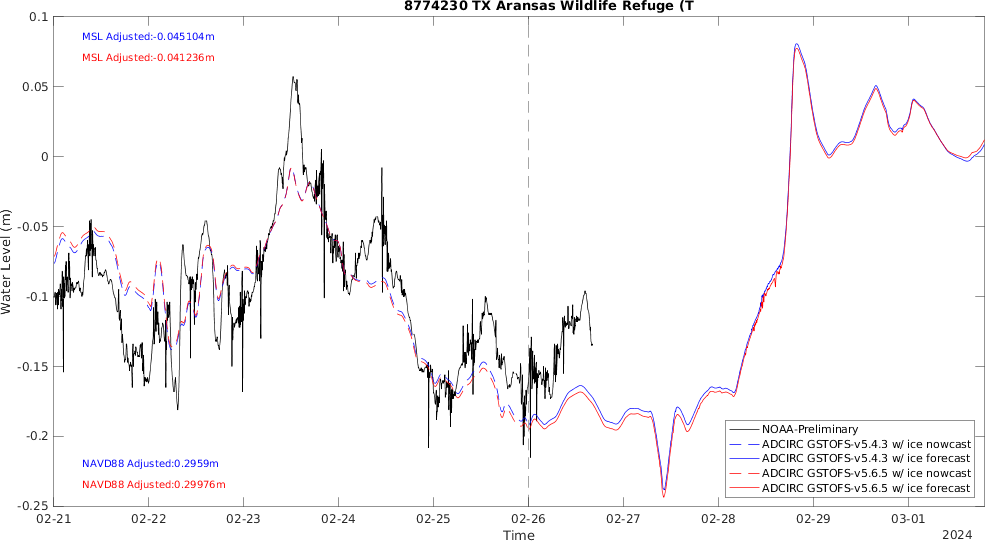 8774230 TX Aransas Wildlife Refuge (T
MSL Adjusted:-0.045104m
MSL Adjusted:-0.041236m
0.1
0.05
0
-0.05
-0.1
-0.15
-0.2
-0.25
Water Level (m)
NAVD88 Adjusted:0.2959m
NAVD88 Adjusted:0.29976m
NOAA-Preliminary
ADCIRC GSTOFS-v5.4.3 w/ ice nowcast
ADCIRC GSTOFS-v5.4.3 w/ ice forecast
ADCIRC GSTOFS-v5.6.5 w/ ice nowcast
ADCIRC GSTOFS-v5.6.5 w/ ice forecast
02-21 02-22 02-23 02-24 02-25 02-26 02-27 02-28 02-29 03-01
Time
2024